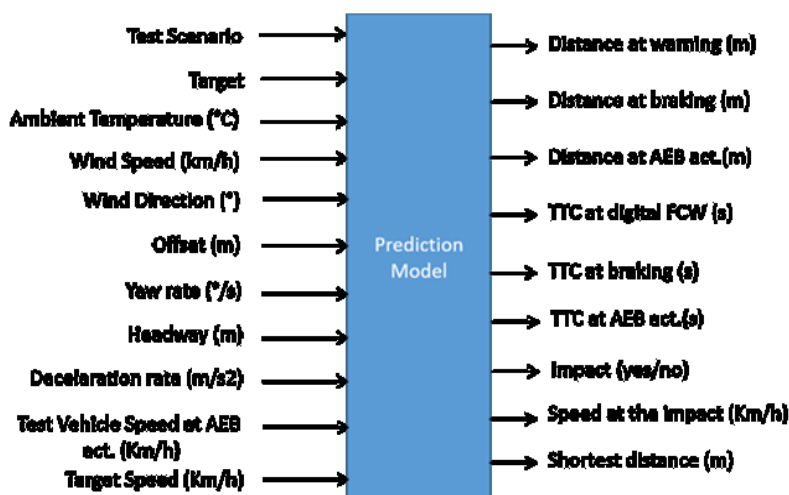 Test Scenario
Target
Ambient Temperature (°C)
Wind Speed (km/h)
Wind Direction (°)
Offset (m)
Yaw rate (°/s)
Headway (m)
Deceleration rate (m/s2)
Test Vehicle Speed at AEB
act. (Km/h)
Target Speed (Km/h)
Prediction
Model
Distance at warning (m)
Distance at braking (m)
Distance at AEB act.(m)
TTC at digital FCW (s)
TTC at braking (s)
TTC at AEB act.(s)
Impact (yes/no)
Speed at the impact (Km/h)
Shortest distance (m)